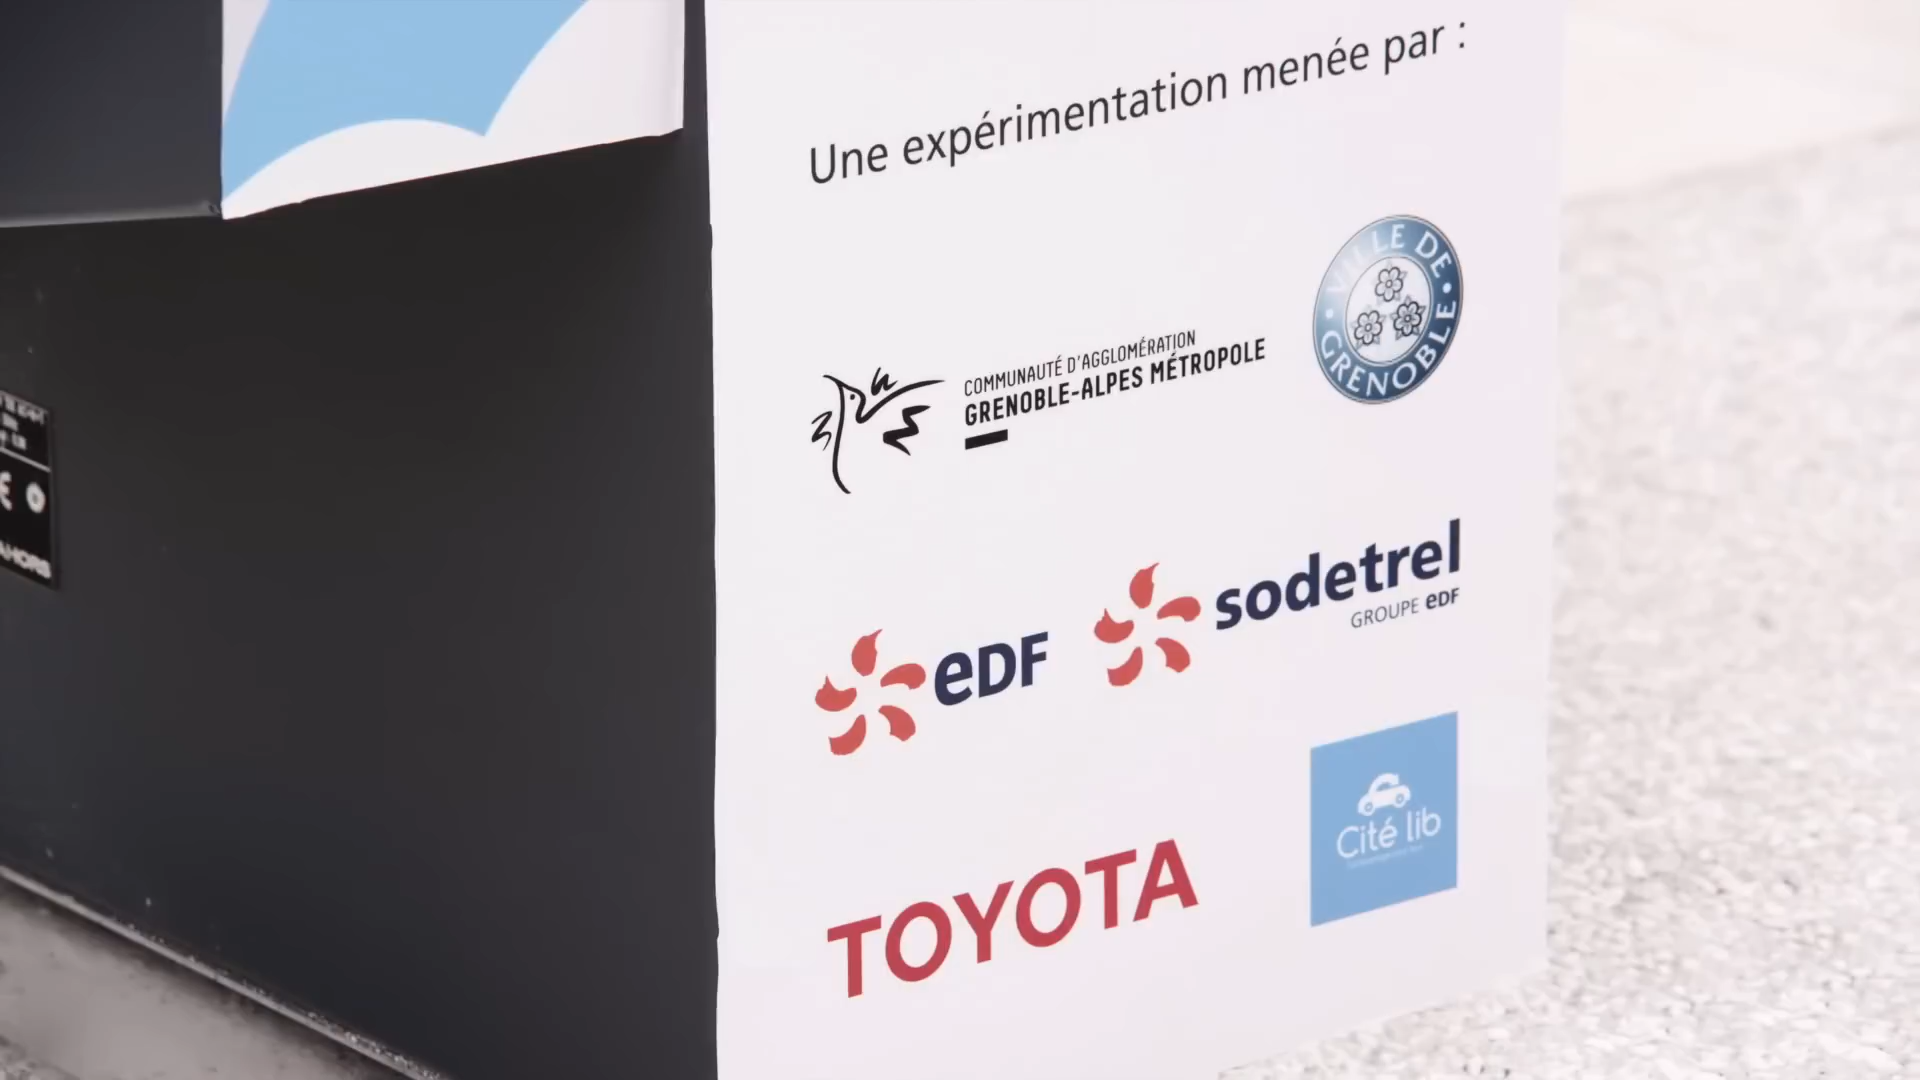 Une expérimentation menée par :
VILLE DE GRENOBLE
COMMUNAUTÉ D'AGGLOMÉRATION
GRENOBLE-ALPES MÉTROPOLE
sodetrel
GROUPE EDF
eDF
Cité lib
TOYOTA